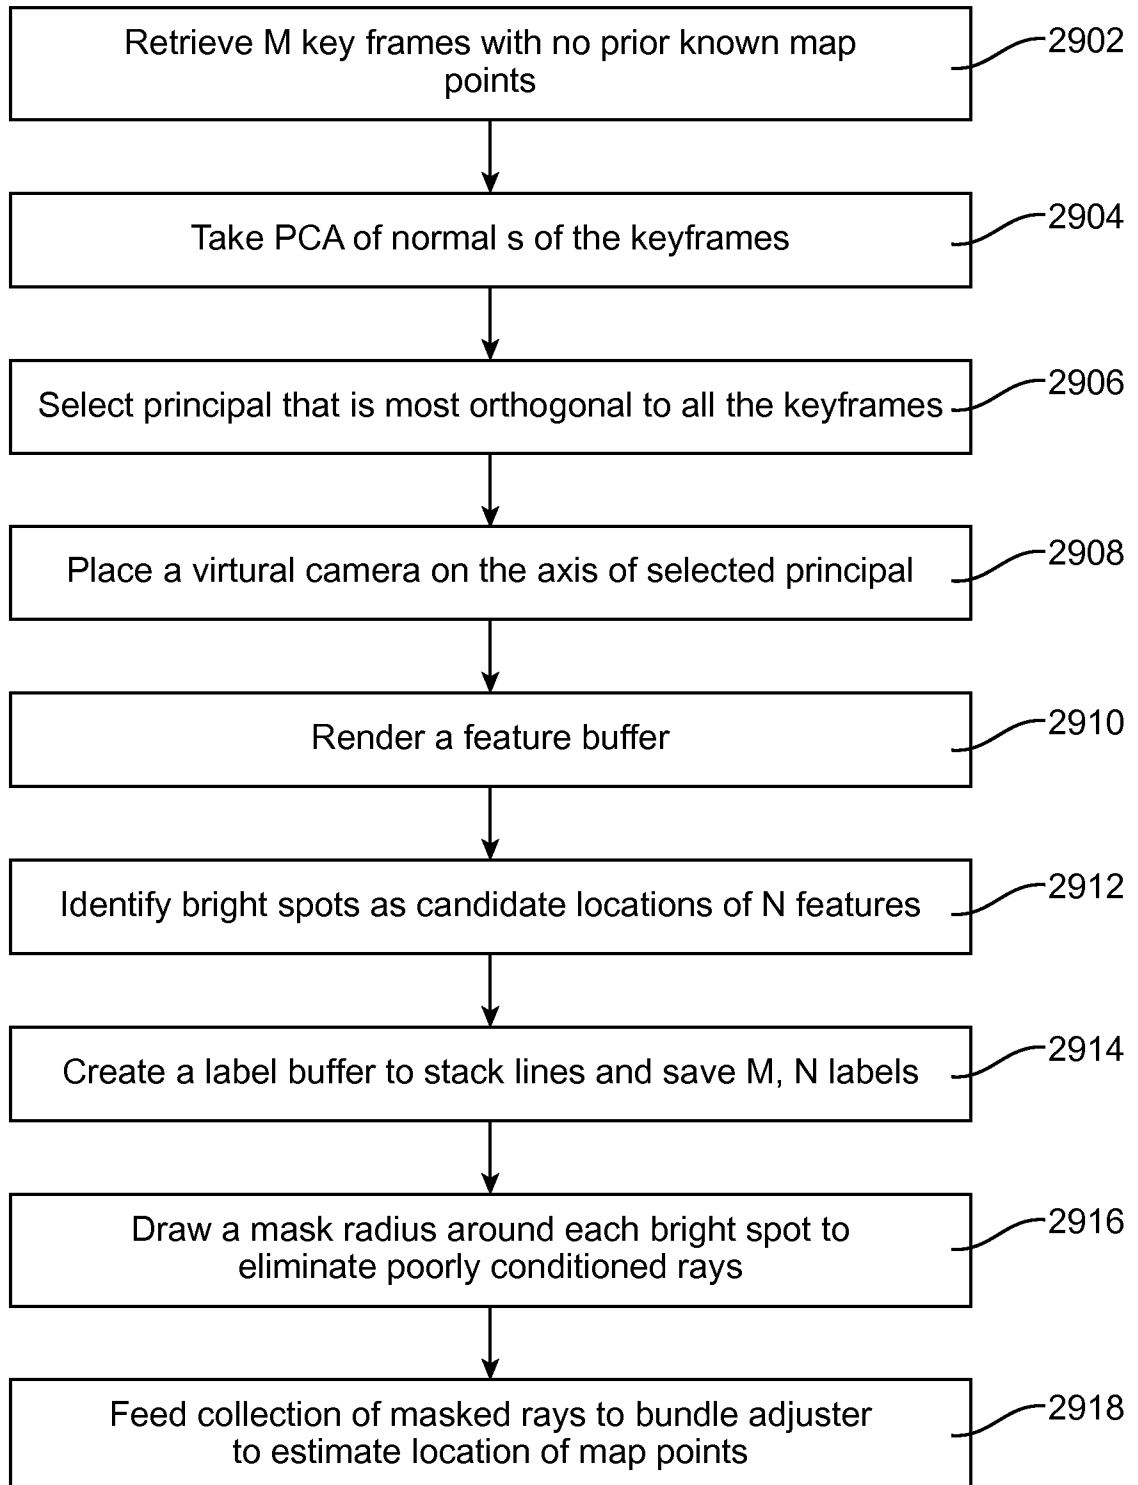 Retrieve M key frames with no prior known map
points
2902
Take PCA of normal s of the keyframes
2904
Select principal that is most orthogonal to all the keyframes
2906
Place a virtural camera on the axis of selected principal
2908
Render a feature buffer
2910
Identify bright spots as candidate locations of N features
2912
Create a label buffer to stack lines and save M, N labels
2914
Draw a mask radius around each bright spot to
eliminate poorly conditioned rays
2916
Feed collection of masked rays to bundle adjuster
to estimate location of map points
2918